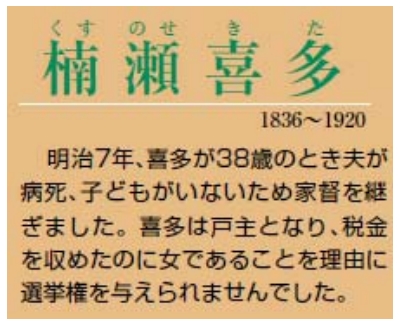 くすのせきた
楠瀬喜多
1836〜1920
明治7年、喜多が38歳のとき夫が
病死、子どもがいないため家督を継
ぎました。喜多は戸主となり、税金
を収めたのに女であることを理由に
選挙権を与えられませんでした。